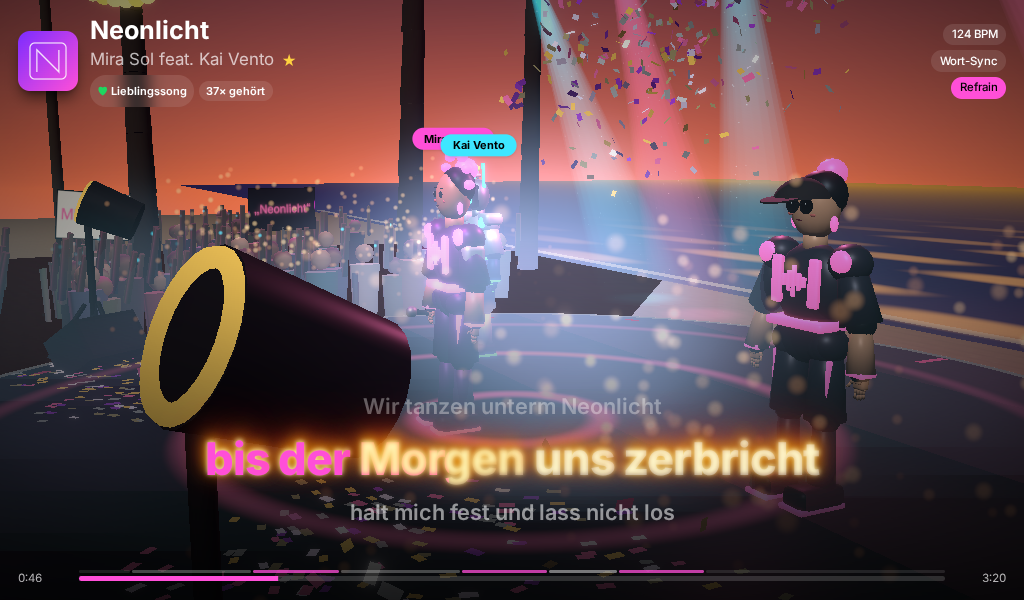 Neonlicht
Mira Sol feat. Kai Vento ★
Lieblingssong
37× gehört
124 BPM
Wort-Sync
Refrain
Kai Vento
„Neonlicht“
Wir tanzen unterm Neonlicht
bis der Morgen uns zerbricht
halt mich fest und lass nicht los
0:46
3:20